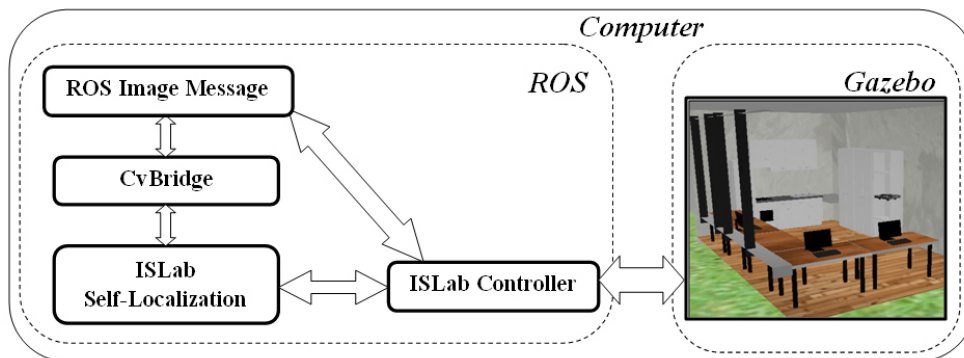 Computer
ROS
Gazebo
ROS Image Message
CvBridge
ISLab
Self-Localization
ISLab Controller